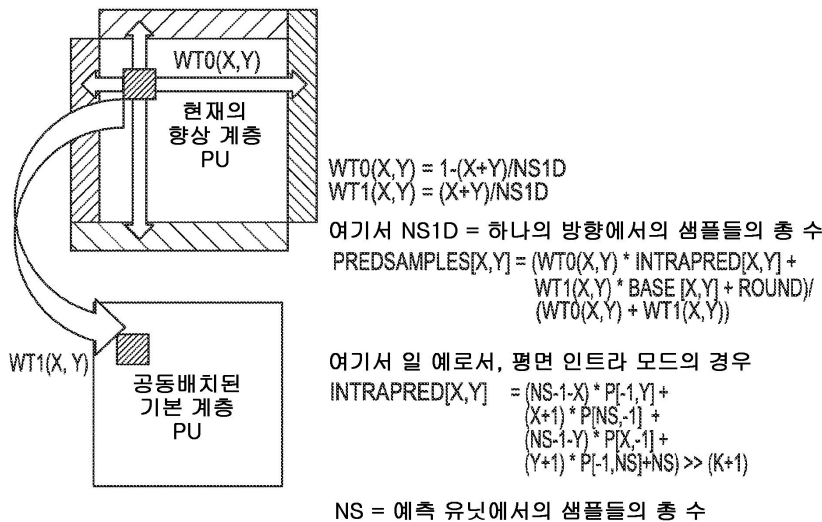 WT0(X,Y)
현재의
향상 계층
PU
WT0(X,Y) = 1-(X+Y)/NS1D
WT1(X,Y) = (X+Y)/NS1D
여기서 NS1D = 하나의 방향에서의 샘플들의 총 수
PREDSAMPLES[X,Y] = (WT0(X,Y) * INTRAPRED[X,Y] +
WT1(X,Y) * BASE [X,Y] + ROUND)/
(WT0(X,Y) + WT1(X,Y))
WT1(X, Y)
공동배치된
기본 계층
PU
여기서 일 예로서, 평면 인트라 모드의 경우
INTRAPRED[X,Y] = (NS-1-X) * P[-1,Y] +
(X+1) * P[NS,-1] +
(NS-1-Y) * P[X,-1] +
(Y+1) * P[-1,NS]+NS) >> (K+1)
NS = 예측 유닛에서의 샘플들의 총 수